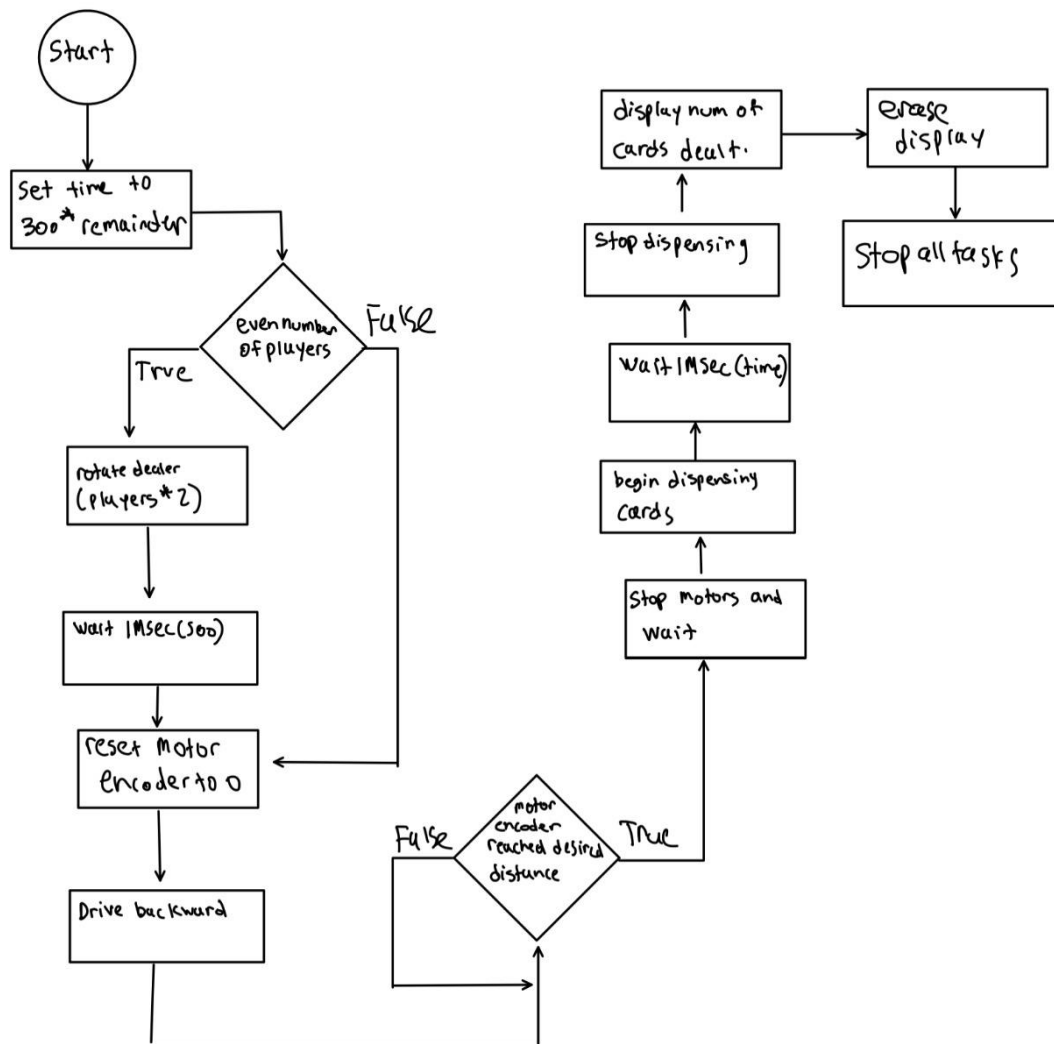 Start
Set time to
300* remainder
even number
of players
False
True
rotate dealer
(players*2)
wait 1Msec(500)
reset motor
encoder to 0
Drive backward
motor
encoder
reached desired
distance
False
True
Stop motors and
wait
begin dispensing
cards
wait 1Msec(time)
Stop dispensing
display num of
cards dealt.
erase
display
Stop all tasks